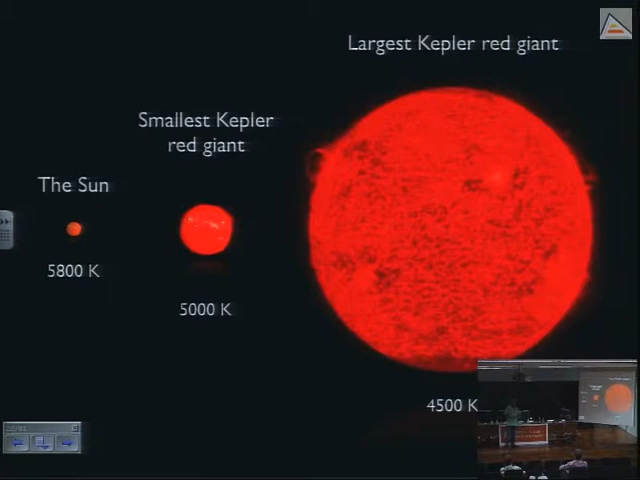 Largest Kepler red giant
Smallest Kepler
red giant
The Sun
5800 K
5000 K
4500 K